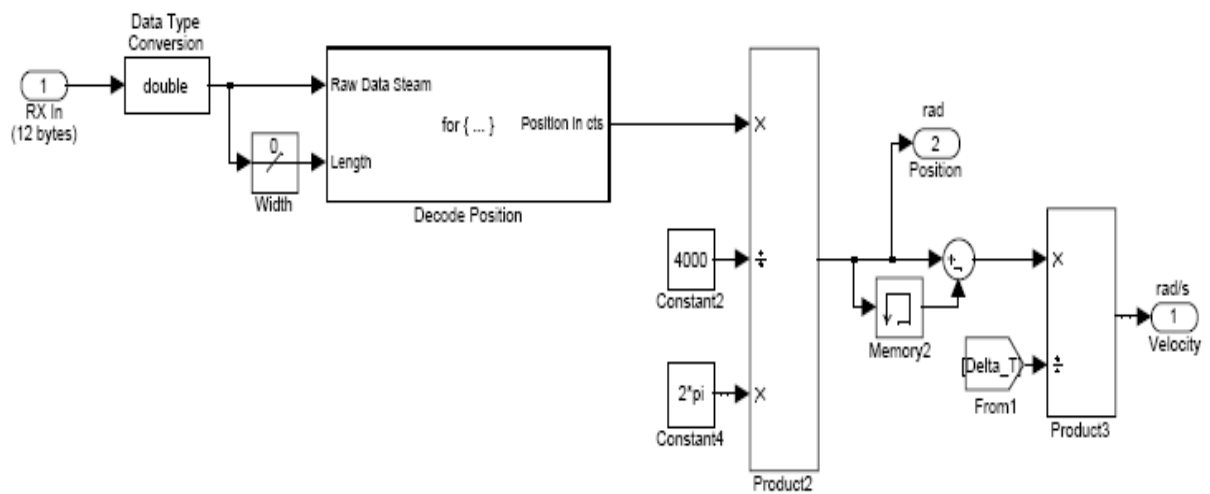 Data Type
Conversion
1
RX In
(12 bytes)
double
Raw Data Steam
for { ... }
Position in cts
Length
0
Width
Decode Position
X
4000
÷
Constant2
2*pi
X
Constant4
Product2
rad
2
Position
+
-
Memory2
[Delta_T]
From1
X
÷
Product3
rad/s
1
Velocity